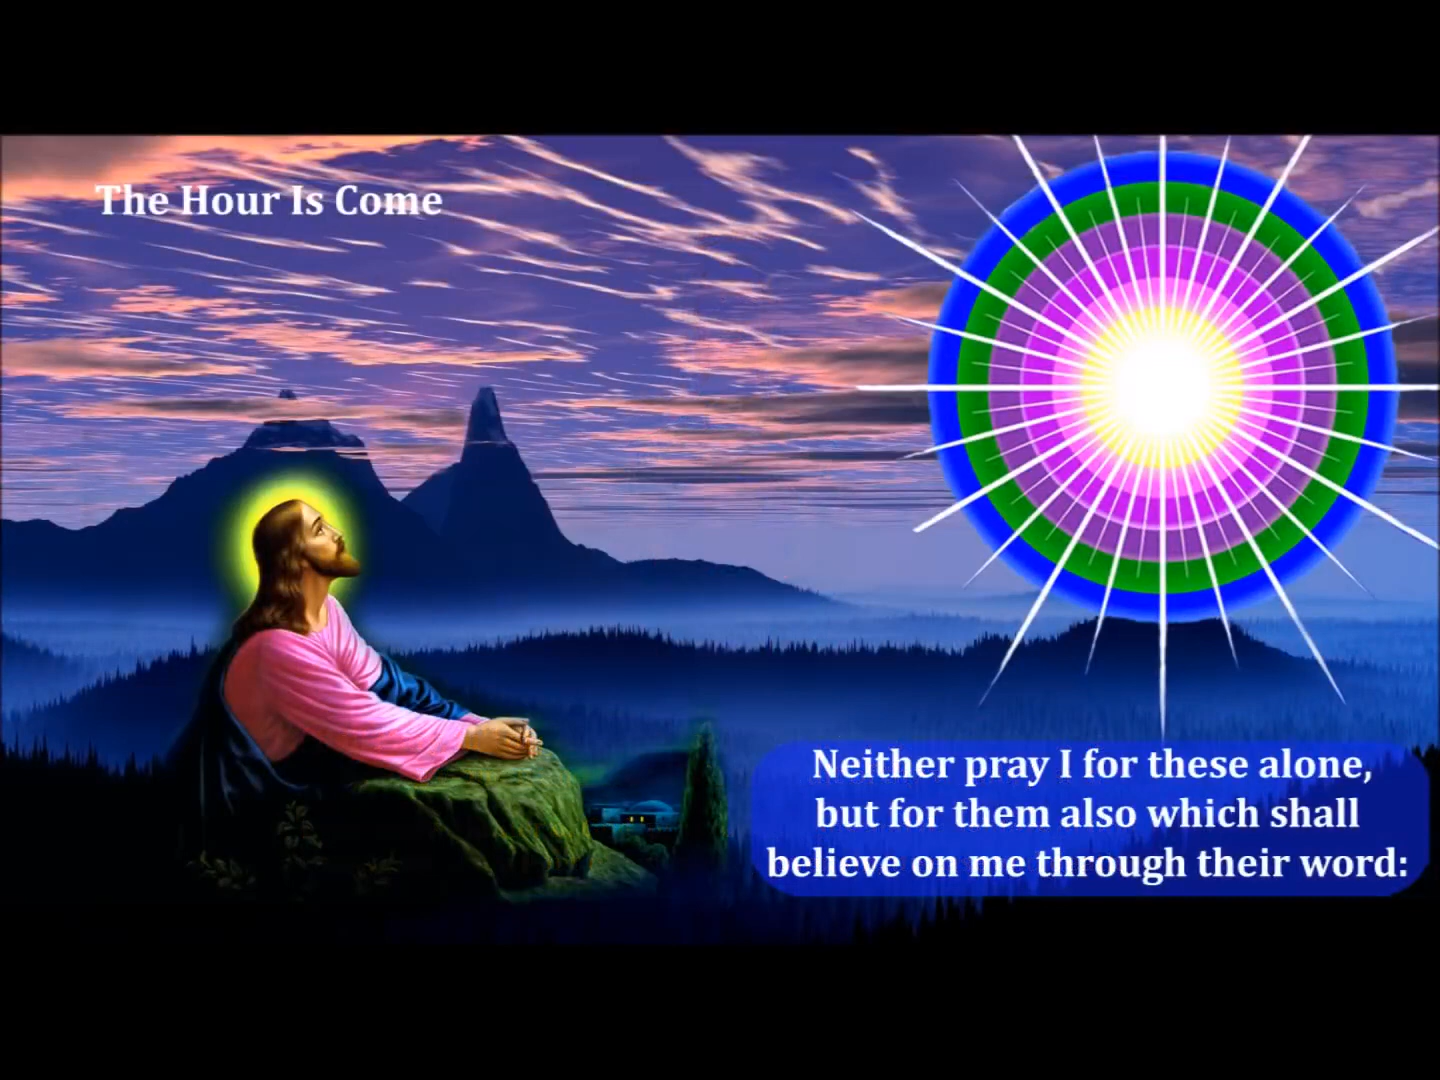 The Hour Is Come
Neither pray I for these alone,
but for them also which shall
believe on me through their word: